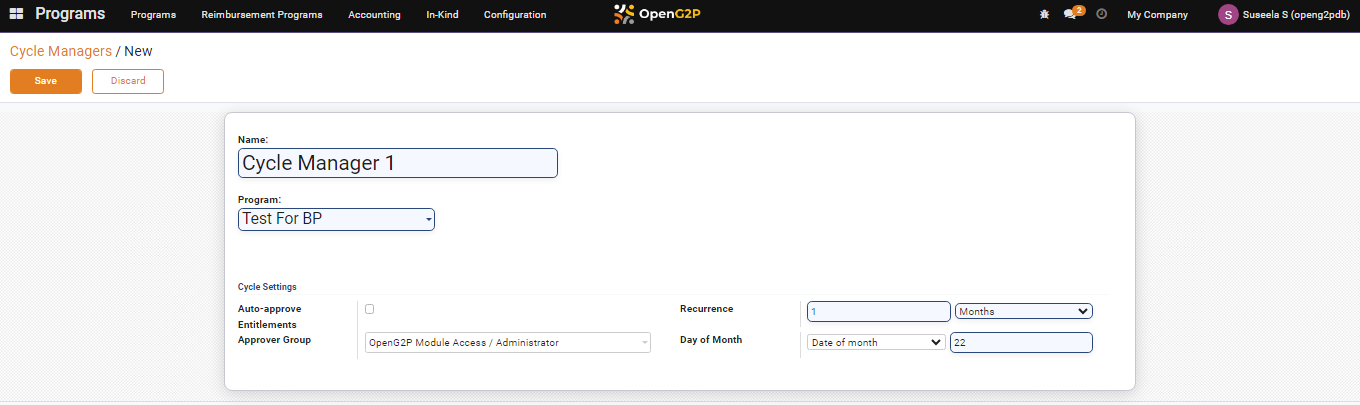 Programs Programs Reimbursement Programs Accounting In-Kind Configuration OpenG2P 2 My Company S Suseela S (openg2pdb)
Cycle Managers / New
Save Discard
Name:
Cycle Manager 1
Program:
Test For BP
Cycle Settings
Auto-approve Recurrence 1 Months
Entitlements
Approver Group OpenG2P Module Access / Administrator Day of Month Date of month 22